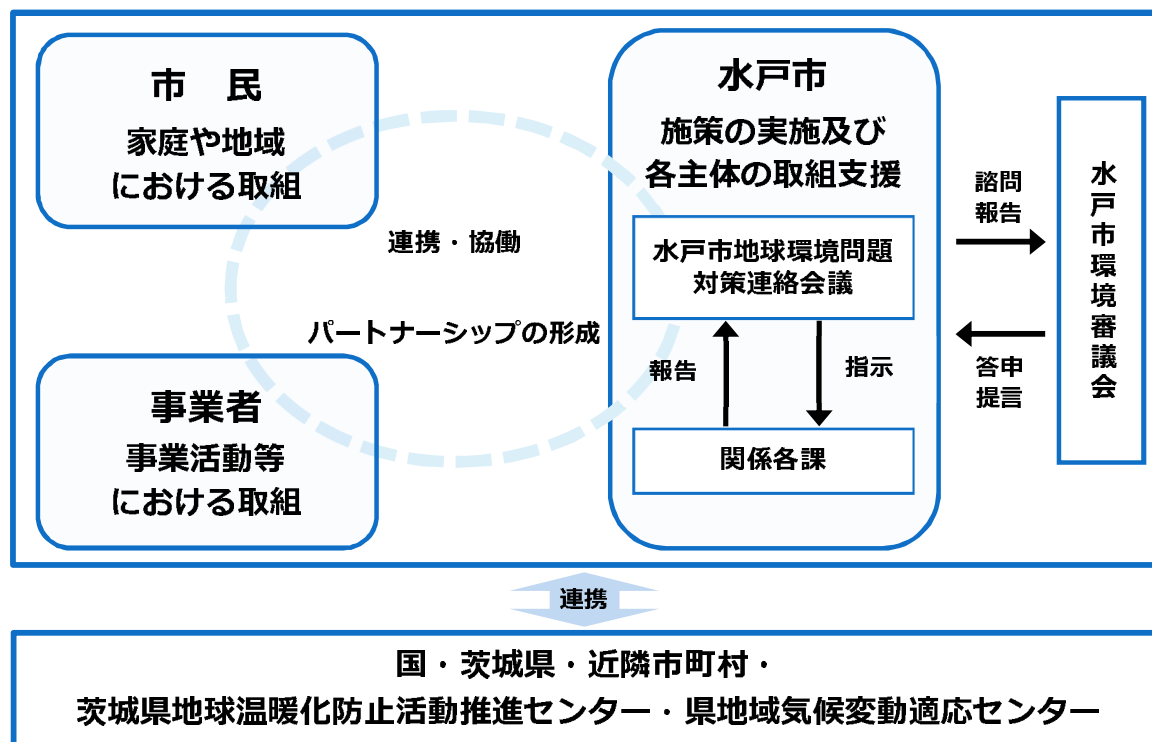 市　民
家庭や地域
における取組
連携・協働
パートナーシップの形成
事業者
事業活動等
における取組
水戸市
施策の実施及び
各主体の取組支援
水戸市地球環境問題
対策連絡会議
報告
指示
関係各課
諮問
報告
答申
提言
水戸市環境審議会
連携
国・茨城県・近隣市町村・
茨城県地球温暖化防止活動推進センター・県地域気候変動適応センター